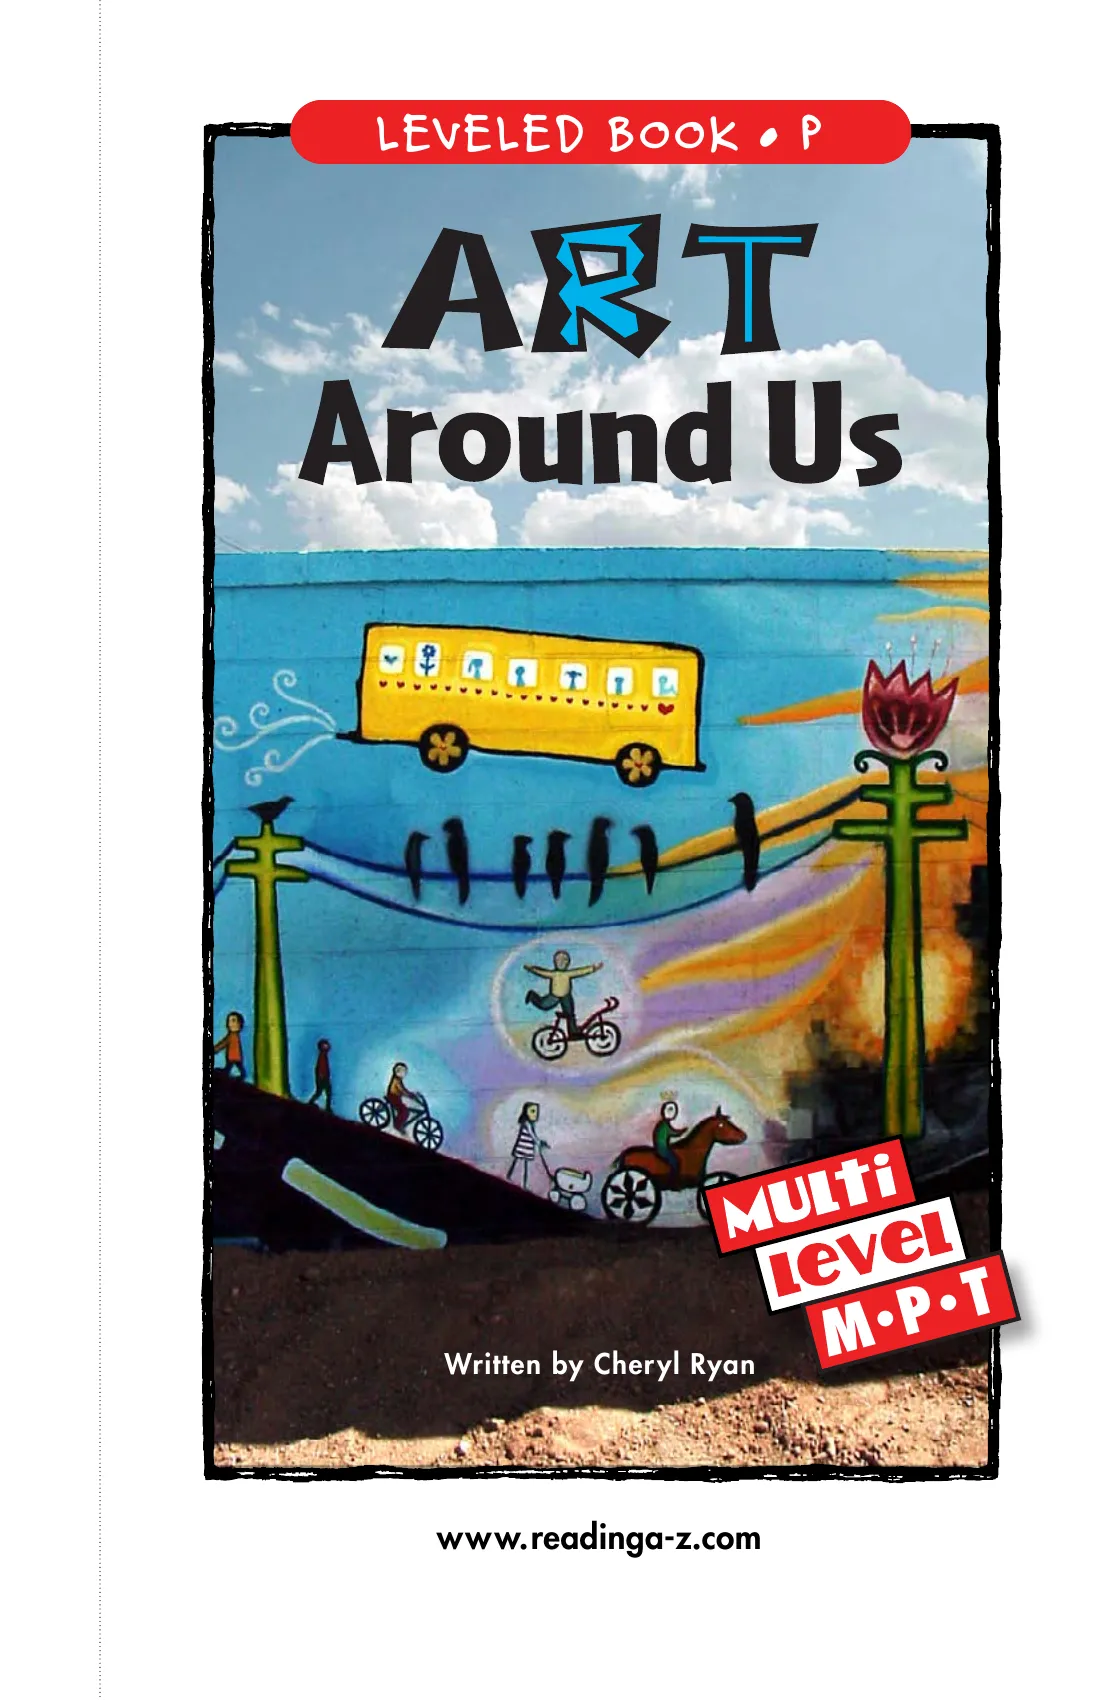 LEVELED BOOK • P
ART
Around Us
Multi
level
M•P•T
Written by Cheryl Ryan
www.readinga-z.com